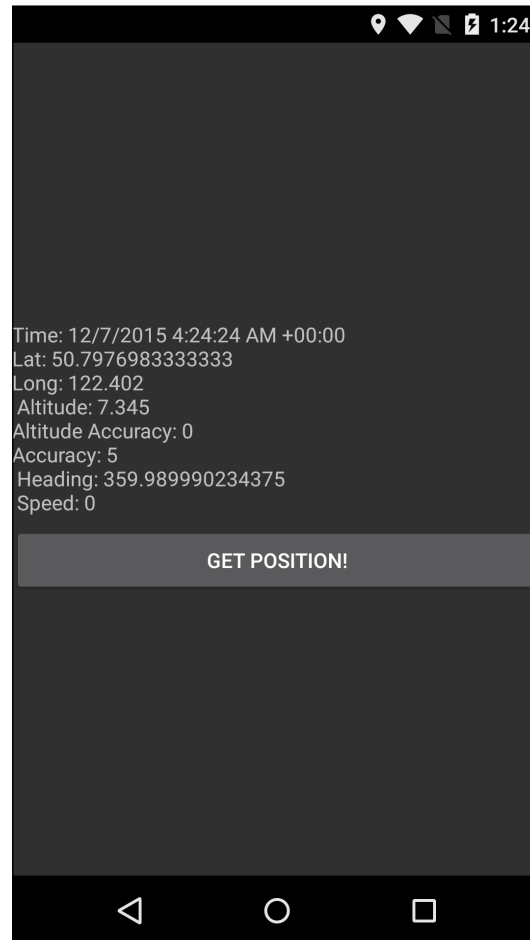 1:24
Time: 12/7/2015 4:24:24 AM +00:00
Lat: 50.7976983333333
Long: 122.402
Altitude: 7.345
Altitude Accuracy: 0
Accuracy: 5
Heading: 359.989990234375
Speed: 0
GET POSITION!